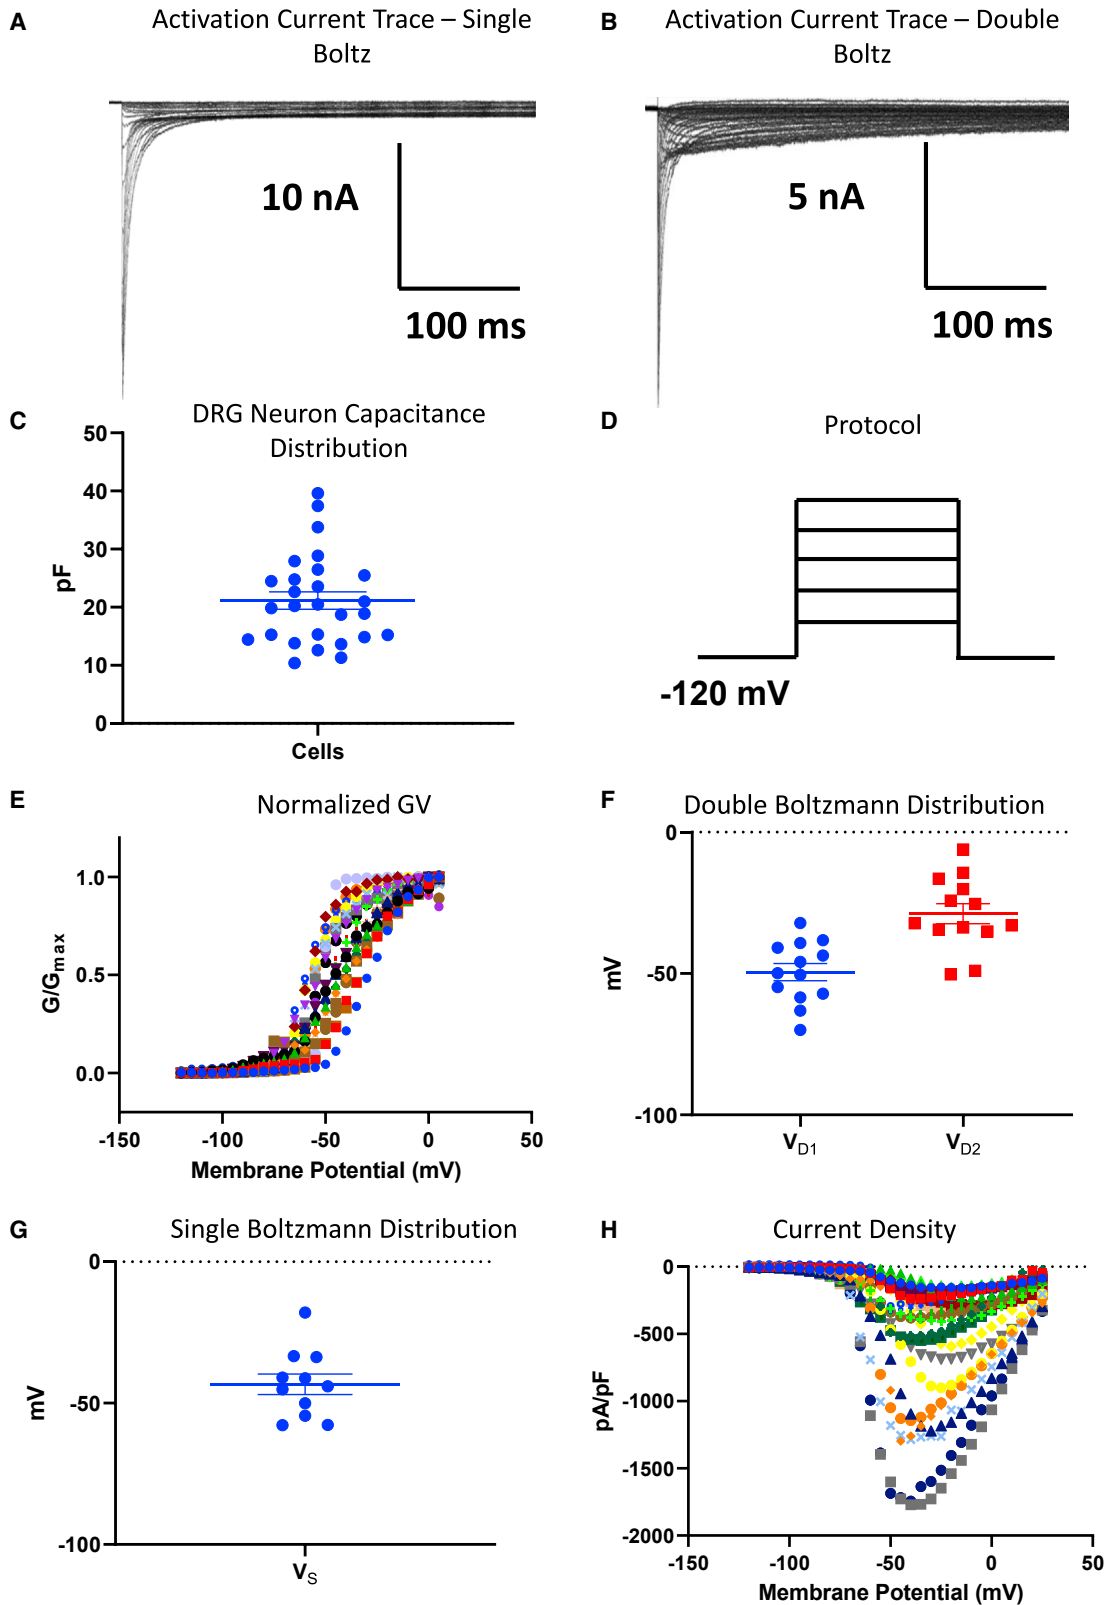 A
Activation Current Trace – Single
Boltz
10 nA
100 ms
B
Activation Current Trace – Double
Boltz
5 nA
100 ms
C
DRG Neuron Capacitance
Distribution
50
40
30
20
10
0
pF
Cells
D
Protocol
-120 mV
E
Normalized GV
1.0
0.5
0.0
G/Gmax
-150
-100
-50
0
50
Membrane Potential (mV)
F
Double Boltzmann Distribution
0
-50
-100
mV
VD1
VD2
G
Single Boltzmann Distribution
0
-50
-100
mV
VS
H
Current Density
0
-500
-1000
-1500
-2000
pA/pF
-150
-100
-50
0
50
Membrane Potential (mV)